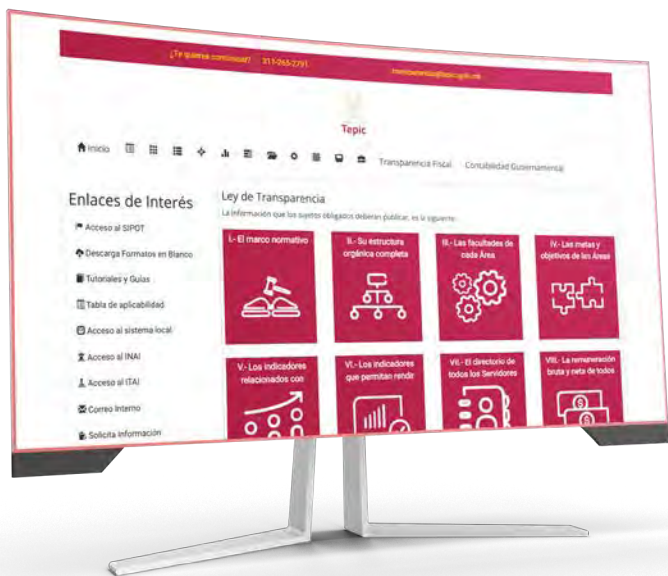 ¿Te quieres comunicar? 311-265-2791
Tepic
Inicio Transparencia Fiscal Contabilidad Gubernamental
Enlaces de Interés
Acceso al SIPOT
Descarga Formatos en Blanco
Tutoriales y Guías
Tabla de aplicabilidad
Acceso al sistema local
Acceso al INAI
Acceso al ITAI
Correo Interno
Solicita Información
Ley de Transparencia
La información que los sujetos obligados deberán publicar, es la siguiente:
I.- El marco normativo
II.- Su estructura
orgánica completa
III.- Las facultades de
cada Área
IV.- Las metas y
objetivos de las Áreas
V.- Los indicadores
relacionados con
VI.- Los indicadores
que permitan rendir
VII.- El directorio de
todos los Servidores
VIII.- La remuneración
bruta y neta de todos